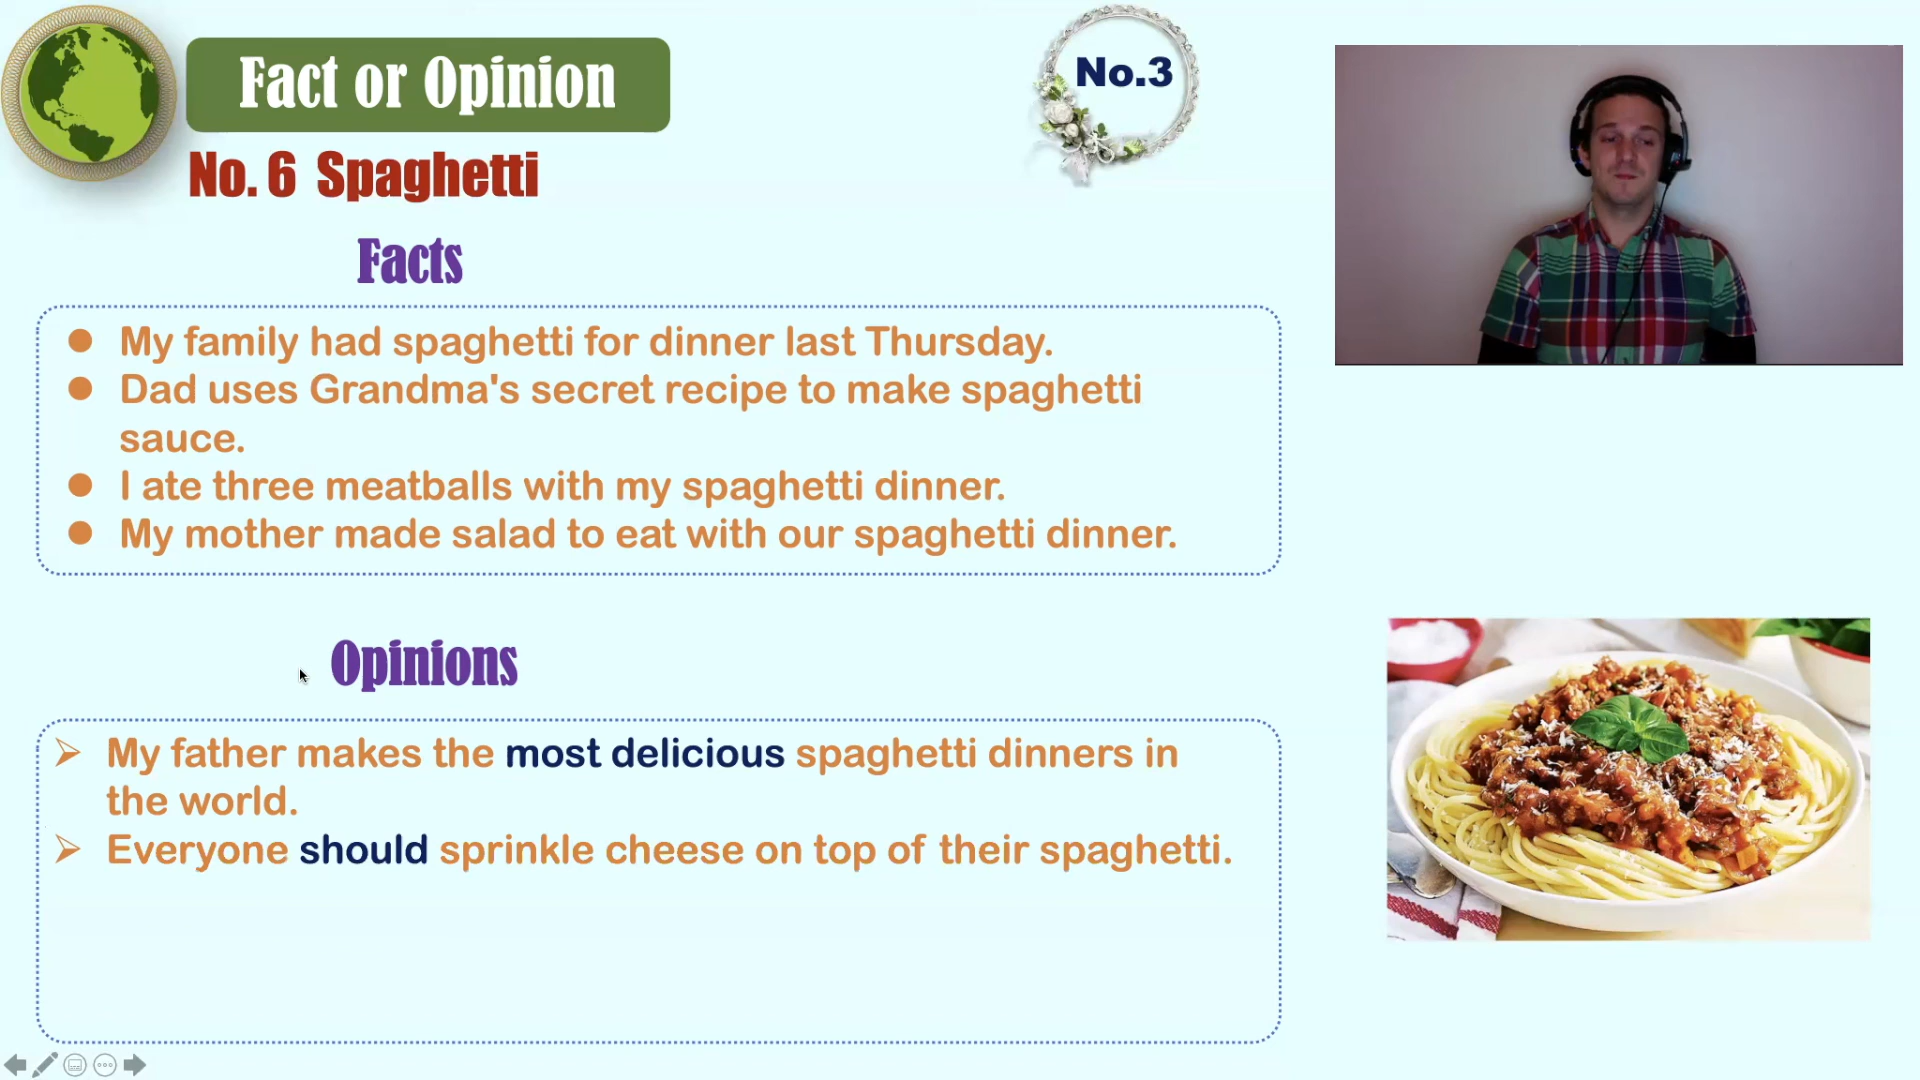 Fact or Opinion
No.3
No. 6 Spaghetti
Facts
My family had spaghetti for dinner last Thursday.
Dad uses Grandma's secret recipe to make spaghetti
sauce.
I ate three meatballs with my spaghetti dinner.
My mother made salad to eat with our spaghetti dinner.
Opinions
My father makes the most delicious spaghetti dinners in
the world.
Everyone should sprinkle cheese on top of their spaghetti.